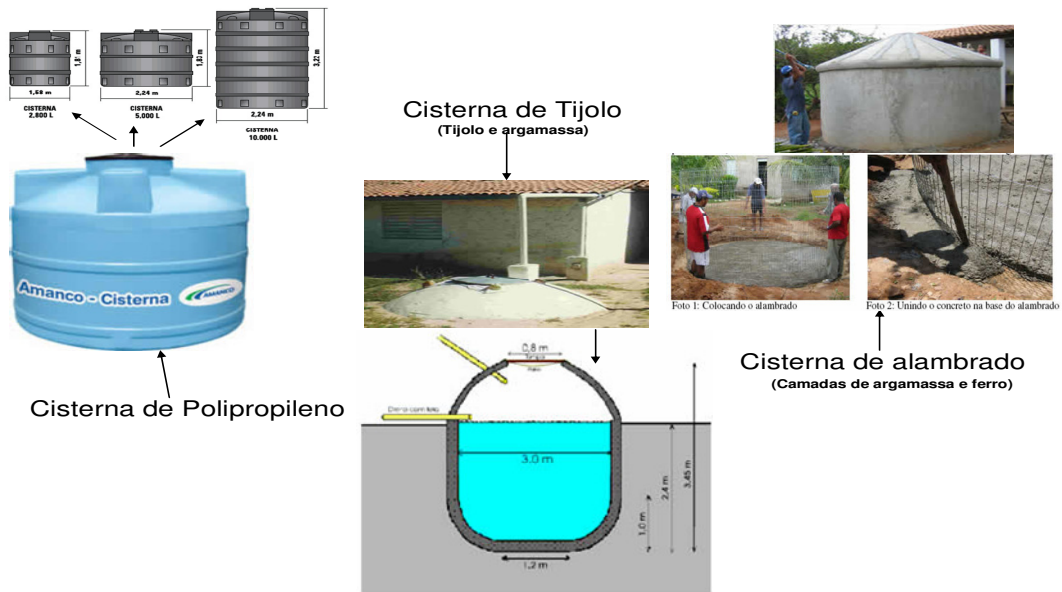 1,81 m
1,83 m
3,22 m
1,58 m
2,24 m
2,24 m
CISTERNA
2.800 L
CISTERNA
5.000 L
CISTERNA
10.000 L
Amanco - Cisterna
AMANCO
Cisterna de Polipropileno
Cisterna de Tijolo
(Tijolo e argamassa)
0,8 m
3.0 m
1,0 m
2,4 m
3,45 m
1,2 m
Foto 1: Colocando o alambrado
Foto 2: Unindo o concreto na base do alambrado
Cisterna de alambrado
(Camadas de argamassa e ferro)